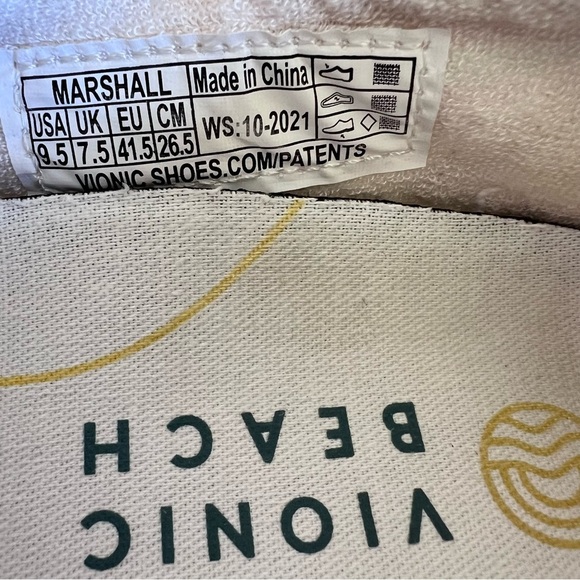 MARSHALL
Made in China
USA UK EU CM
9.5 7.5 41.5 26.5
WS:10-2021
VIONIC SHOES.COM/PATENTS
VIONIC
BEACH